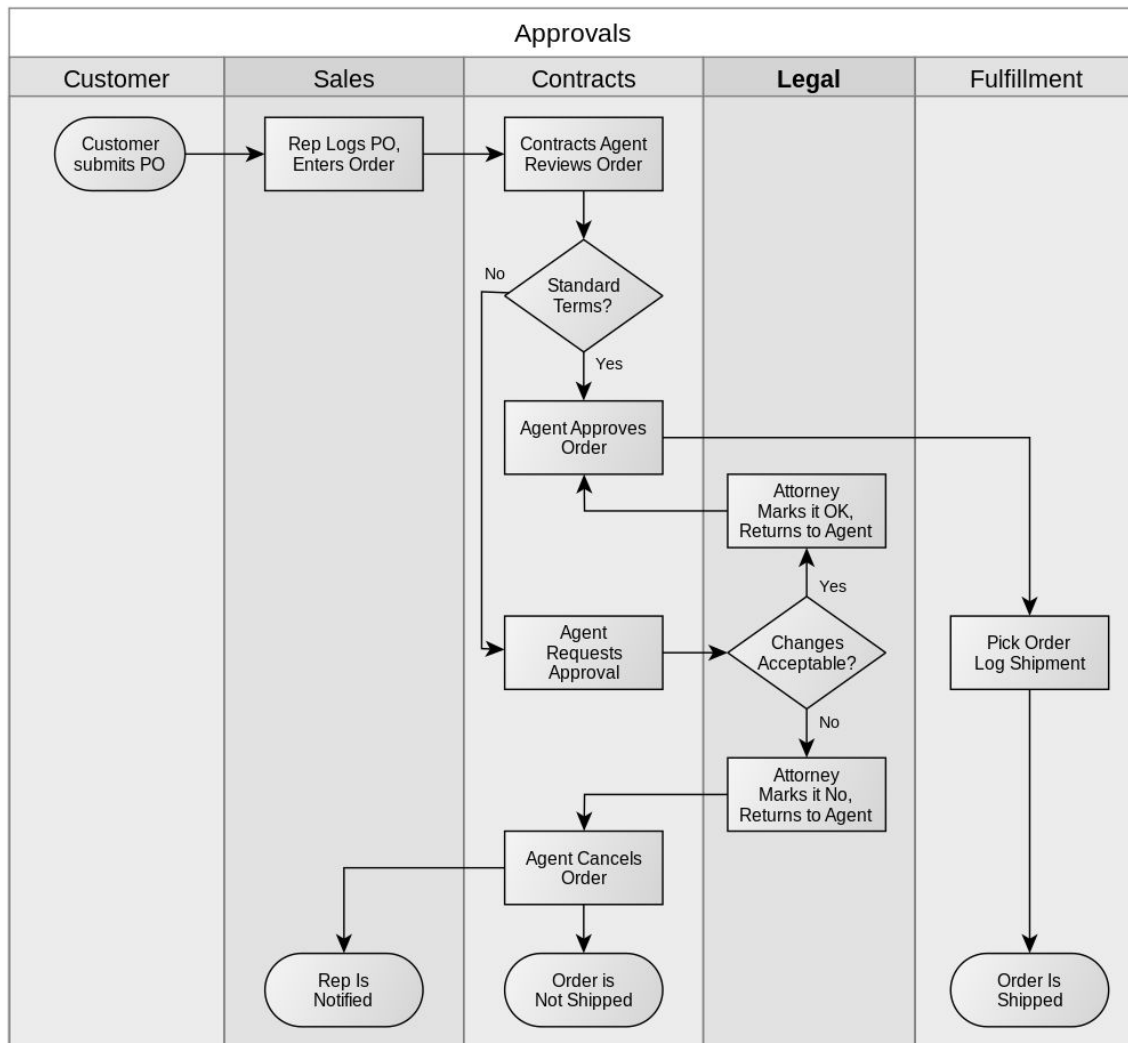 Approvals
Customer
Sales
Contracts
Legal
Fulfillment
Customer
submits PO
Rep Logs PO,
Enters Order
Contracts Agent
Reviews Order
No
Standard
Terms?
Yes
Agent Approves
Order
Attorney
Marks it OK,
Returns to Agent
Yes
Agent
Requests
Approval
Changes
Acceptable?
Pick Order
Log Shipment
No
Attorney
Marks it No,
Returns to Agent
Agent Cancels
Order
Rep Is
Notified
Order is
Not Shipped
Order Is
Shipped